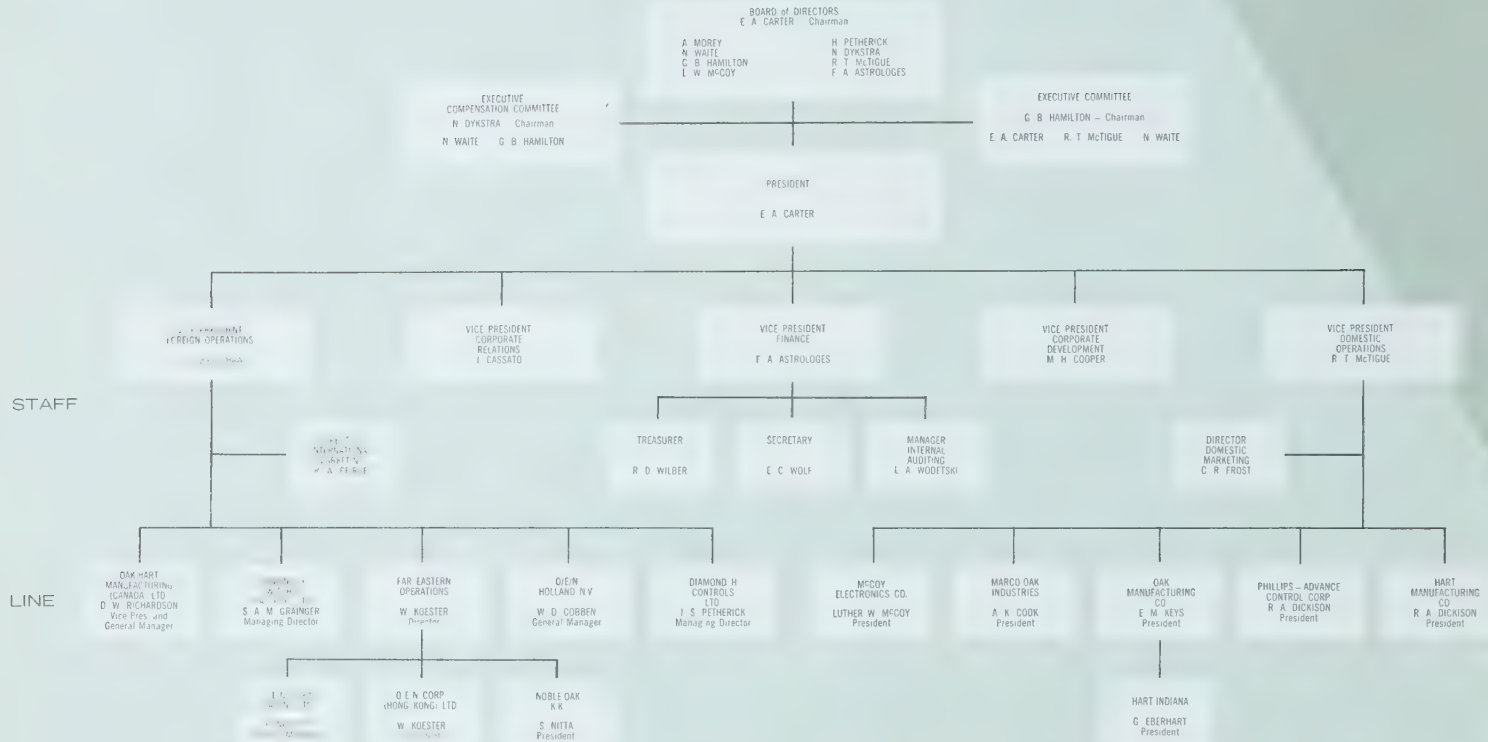 BOARD of DIRECTORS
E A CARTER Chairman
A MOREY H PETHERICK
N WAITE N DYKSTRA
G B HAMILTON R T McTIGUE
L W McCOY F A ASTROLOGES
EXECUTIVE
COMPENSATION COMMITTEE
N DYKSTRA Chairman
N WAITE G B HAMILTON
EXECUTIVE COMMITTEE
G B HAMILTON – Chairman
E A. CARTER R. T McTIGUE N WAITE
PRESIDENT
E A CARTER
FOREIGN OPERATIONS
VICE PRESIDENT
CORPORATE
RELATIONS
CASSATO
VICE PRESIDENT
FINANCE
F A ASTROLOGES
VICE PRESIDENT
CORPORATE
DEVELOPMENT
M H COOPER
VICE PRESIDENT
DOMESTIC
OPERATIONS
R T McTIGUE
STAFF
TREASURER
R D WILBER
SECRETARY
E C WOLF
MANAGER
INTERNAL
AUDITING
L A WODETSKI
DIRECTOR
DOMESTIC
MARKETING
C R FROST
LINE
OAK HART
MANUFACTURING
(CANADA) LTD
D W RICHARDSON
Vice Pres and
General Manager
S A M GRAINGER
Managing Director
FAR EASTERN
OPERATIONS
W KOESTER
Director
O/E/N
HOLLAND N V
W D COBBEN
General Manager
DIAMOND H
CONTROLS
LTD
S PETHERICK
Managing Director
McCOY
ELECTRONICS CO.
LUTHER W McCOY
President
MARCO OAK
INDUSTRIES
A K COOK
President
OAK
MANUFACTURING
CO
E M KEYS
President
PHILLIPS – ADVANCE
CONTROL CORP
R A DICKISON
President
HART
MANUFACTURING
CO
R A DICKISON
President
O E N CORP
(HONG KONG) LTD
W KOESTER
NOBLE OAK
K K
S NITTA
President
HART INDIANA
G EBERHART
President